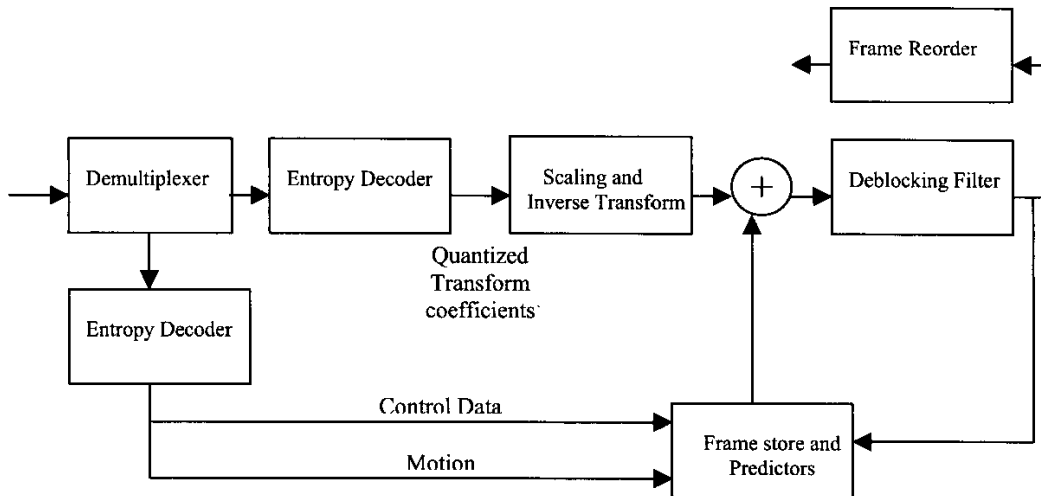 Frame Reorder
Demultiplexer
Entropy Decoder
Scaling and
Inverse Transform
+
Deblocking Filter
Quantized
Transform
coefficients
Entropy Decoder
Control Data
Motion
Frame store and
Predictors